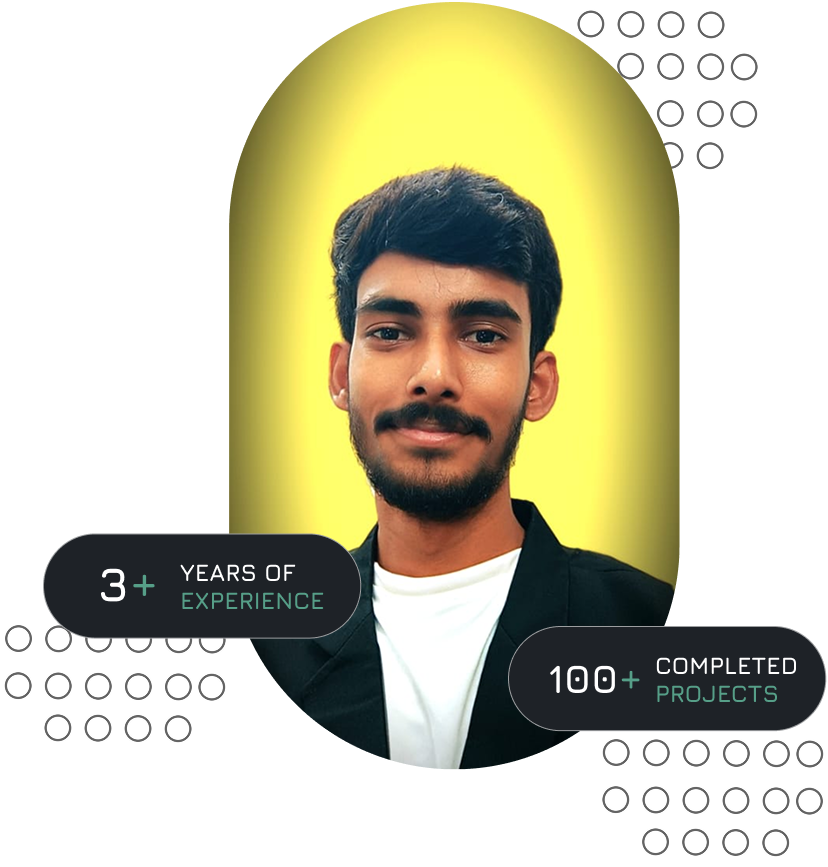 3+
YEARS OF
EXPERIENCE
100+
COMPLETED
PROJECTS